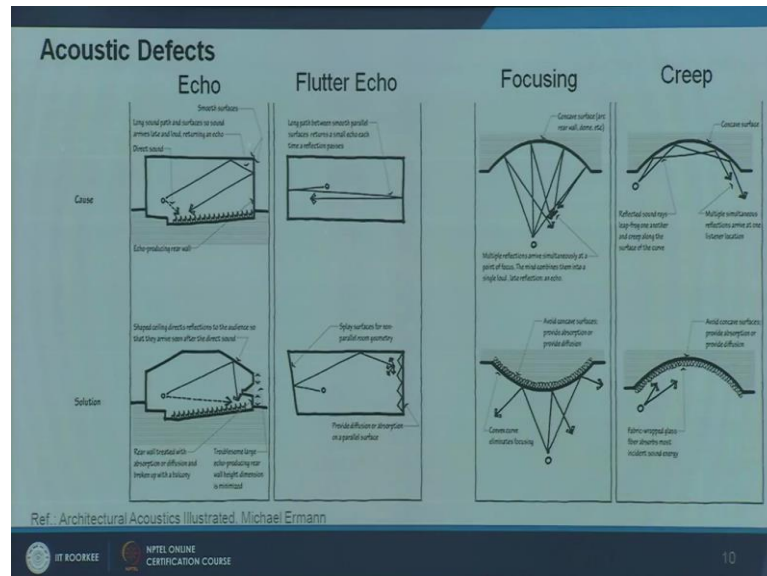 Acoustic Defects
Echo
Flutter Echo
Focusing
Creep
Cause
Smooth surfaces
Long sound path and surfaces so sound
arrives late and loud, returning an echo
Direct sound
Echo-producing rear wall
Long path between smooth parallel
surfaces returns a small echo each
time a reflection passes
Concave surface (arc
rear wall, dome, etc)
Multiple reflections arrive simultaneously at a
point of focus. The mind combines them into a
single loud, late reflection: an echo.
Concave surface
Reflected sound rays
leap-frog one another
and creep along the
surface of the curve
Multiple simultaneous
reflections arrive at one
listener location
Solution
Shaped ceiling directs reflections to the audience so
that they arrive soon after the direct sound
Rear wall treated with
absorption or diffusion and
broken up with a balcony
Troublesome large
echo-producing rear
wall height dimension
is minimized
Splay surfaces for non-
parallel room geometry
Provide diffusion or absorption
on a parallel surface
Avoid concave surfaces:
provide absorption or
provide diffusion
Convex curve
eliminates focusing
Avoid concave surfaces:
provide absorption or
provide diffusion
Fabric-wrapped glass
fiber absorbs most
incident sound energy
Ref.: Architectural Acoustics Illustrated, Michael Ermann
IIT ROORKEE
NPTEL ONLINE
CERTIFICATION COURSE
10